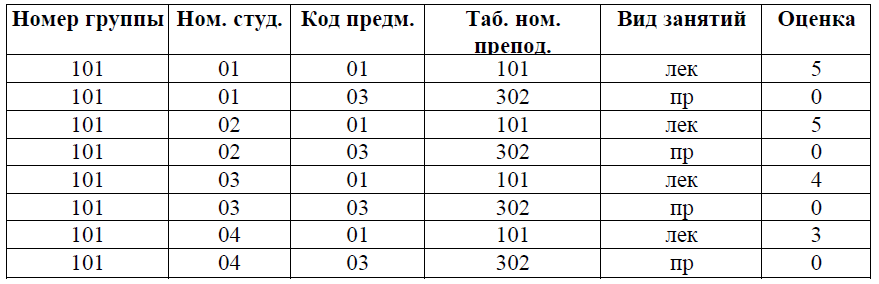 Номер группы Ном. студ. Код предм. Таб. ном. препод. Вид занятий Оценка
101 01 01 101 лек 5
101 01 03 302 пр 0
101 02 01 101 лек 5
101 02 03 302 пр 0
101 03 01 101 лек 4
101 03 03 302 пр 0
101 04 01 101 лек 3
101 04 03 302 пр 0